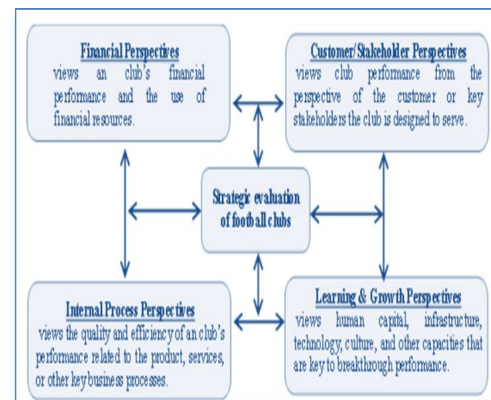 Financial Perspectives
views an club's financial
performance and the use of
financial resources.
Customer/Stakeholder Perspectives
views club performance from the
perspective of the customer or key
stakeholders the club is designed to serve.
Strategic evaluation
of football clubs
Internal Process Perspectives
views the quality and efficiency of an club's
performance related to the product, services,
or other key business processes.
Learning & Growth Perspectives
views human capital, infrastructure,
technology, culture, and other capacities that
are key to breakthrough performance.